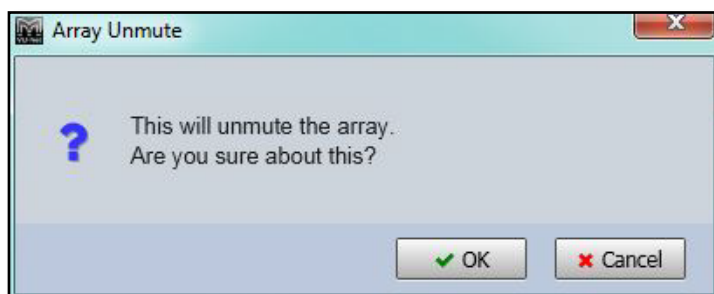 Array Unmute
This will unmute the array.
Are you sure about this?
OK
Cancel